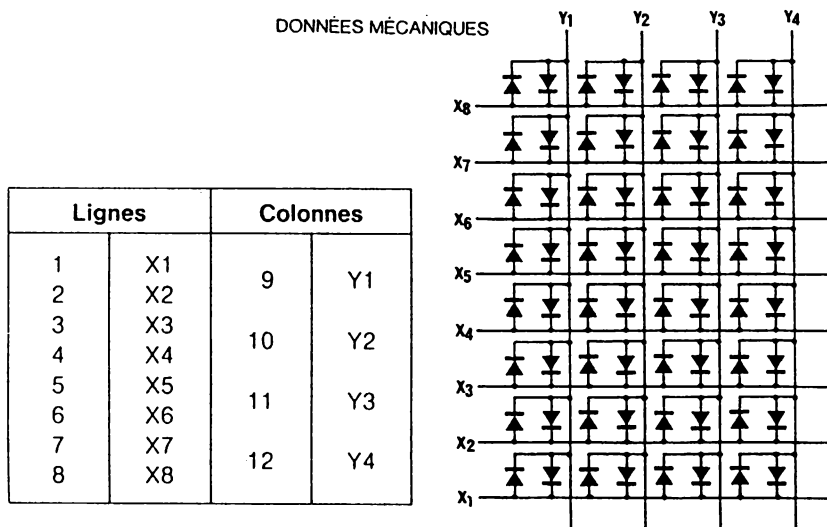 DONNÉES MÉCANIQUES
Y1 Y2 Y3 Y4
X8
X7
X6
X5
X4
X3
X2
X1
Lignes Colonnes
1 X1
2 X2
3 X3
4 X4
5 X5
6 X6
7 X7
8 X8
9 Y1
10 Y2
11 Y3
12 Y4